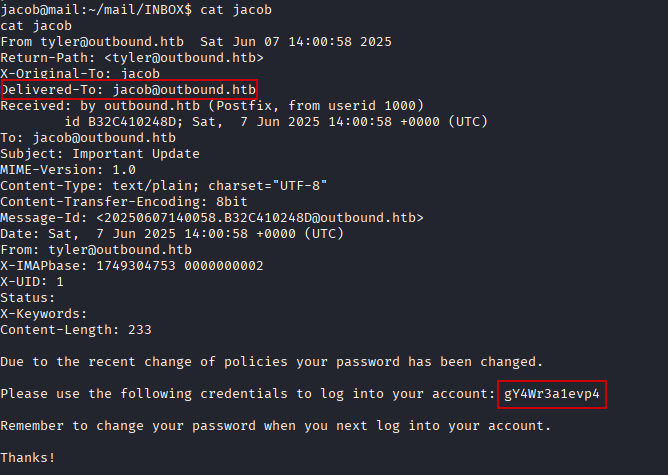 jacob@mail:~/mail/INBOX$ cat jacob
cat jacob
From tyler@outbound.htb  Sat Jun 07 14:00:58 2025
Return-Path: <tyler@outbound.htb>
X-Original-To: jacob
Delivered-To: jacob@outbound.htb
Received: by outbound.htb (Postfix, from userid 1000)
        id B32C410248D; Sat,  7 Jun 2025 14:00:58 +0000 (UTC)
To: jacob@outbound.htb
Subject: Important Update
MIME-Version: 1.0
Content-Type: text/plain; charset="UTF-8"
Content-Transfer-Encoding: 8bit
Message-Id: <20250607140058.B32C410248D@outbound.htb>
Date: Sat,  7 Jun 2025 14:00:58 +0000 (UTC)
From: tyler@outbound.htb
X-IMAPbase: 1749304753 0000000002
X-UID: 1
Status:
X-Keywords:
Content-Length: 233

Due to the recent change of policies your password has been changed.

Please use the following credentials to log into your account: gY4Wr3a1evp4

Remember to change your password when you next log into your account.

Thanks!